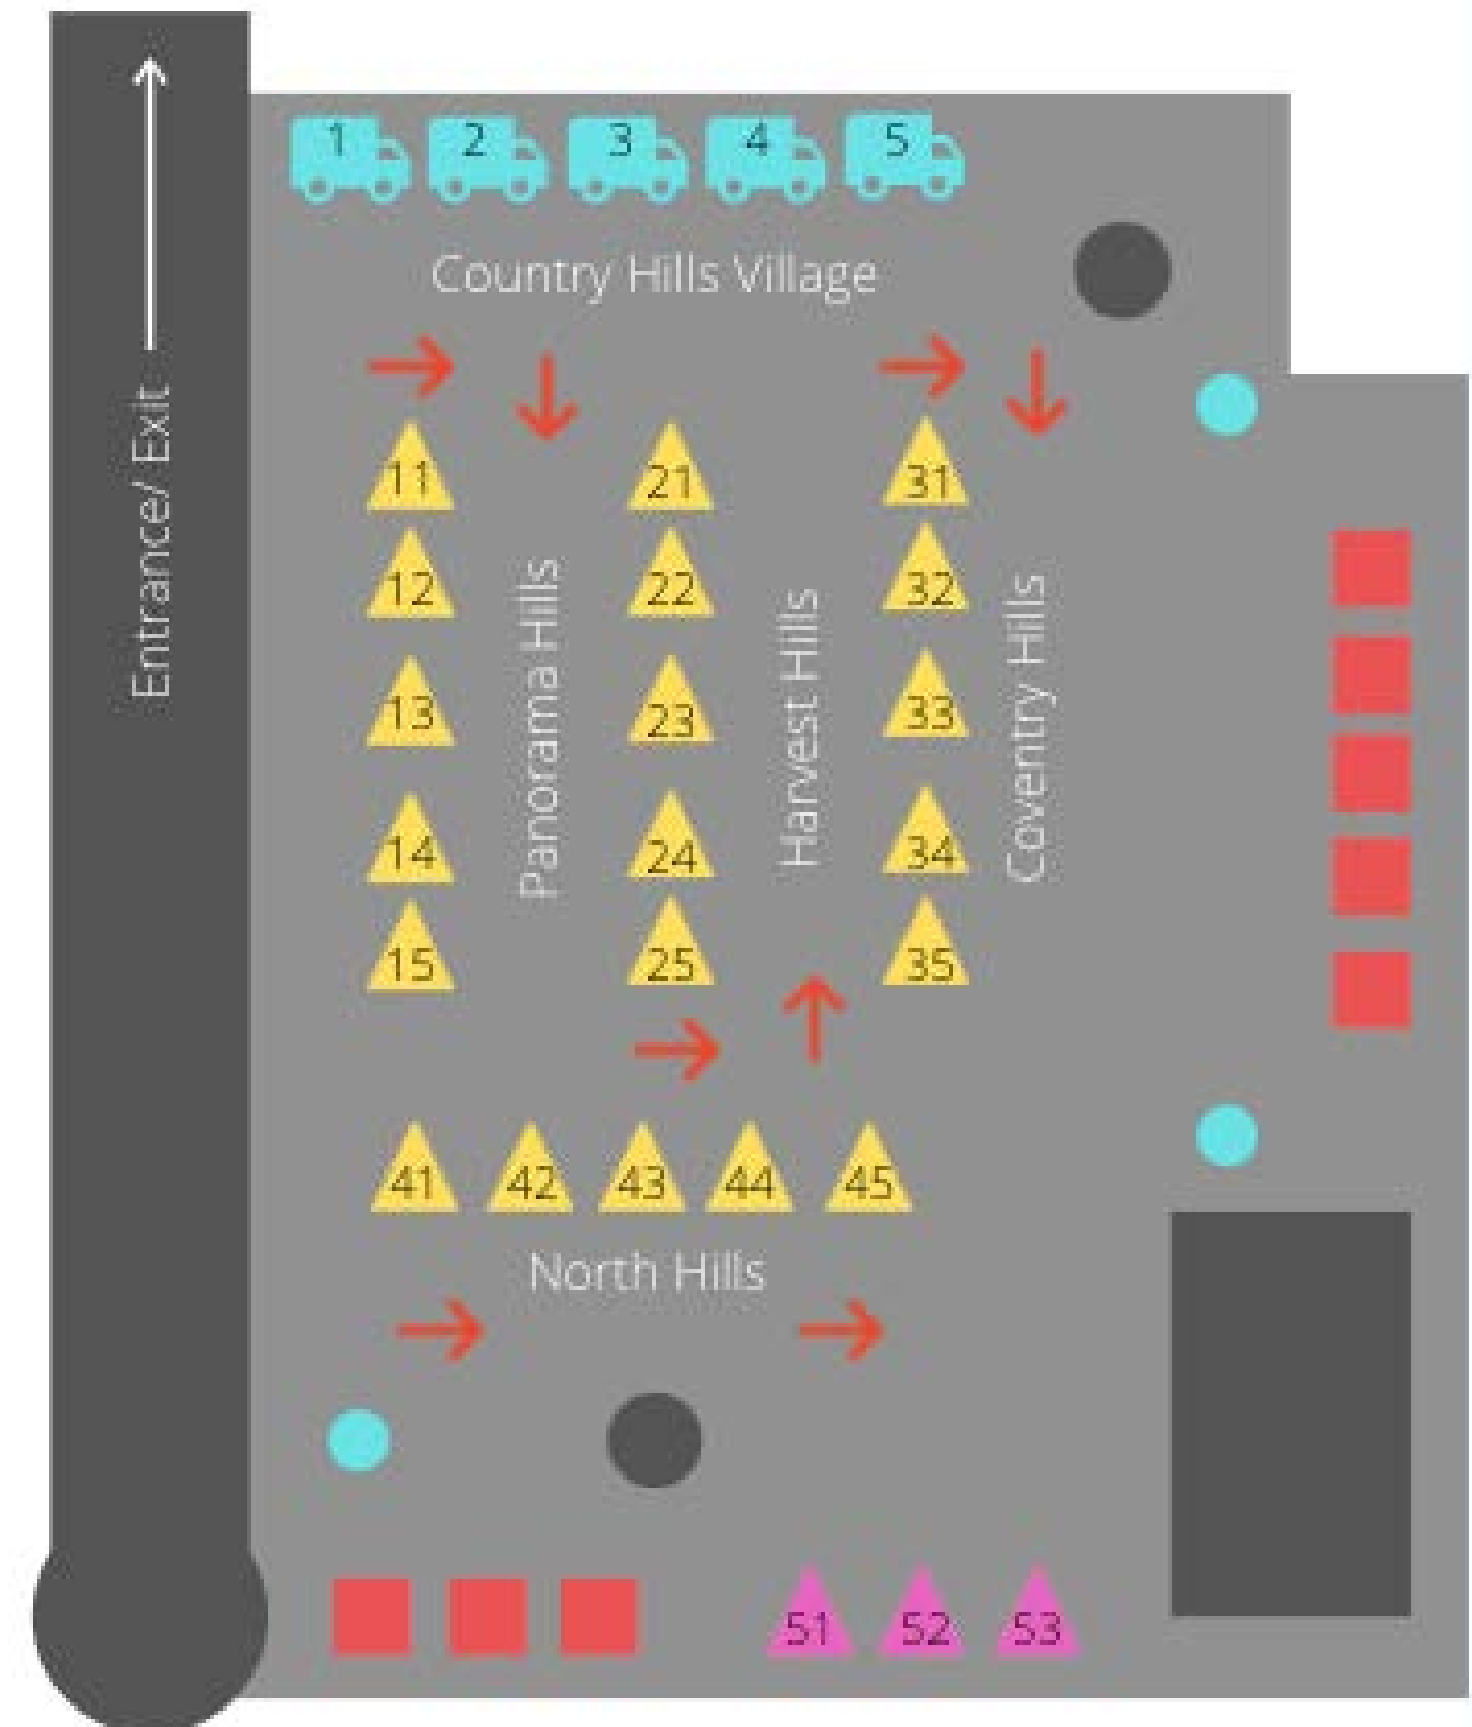 1 2 3 4 5
Country Hills Village
Entrance/ Exit
11 21 31
12 22 32
13 23 33
14 24 34
15 25 35
Panorama Hills
Harvest Hills
Coventry Hills
41 42 43 44 45
North Hills
51 52 53